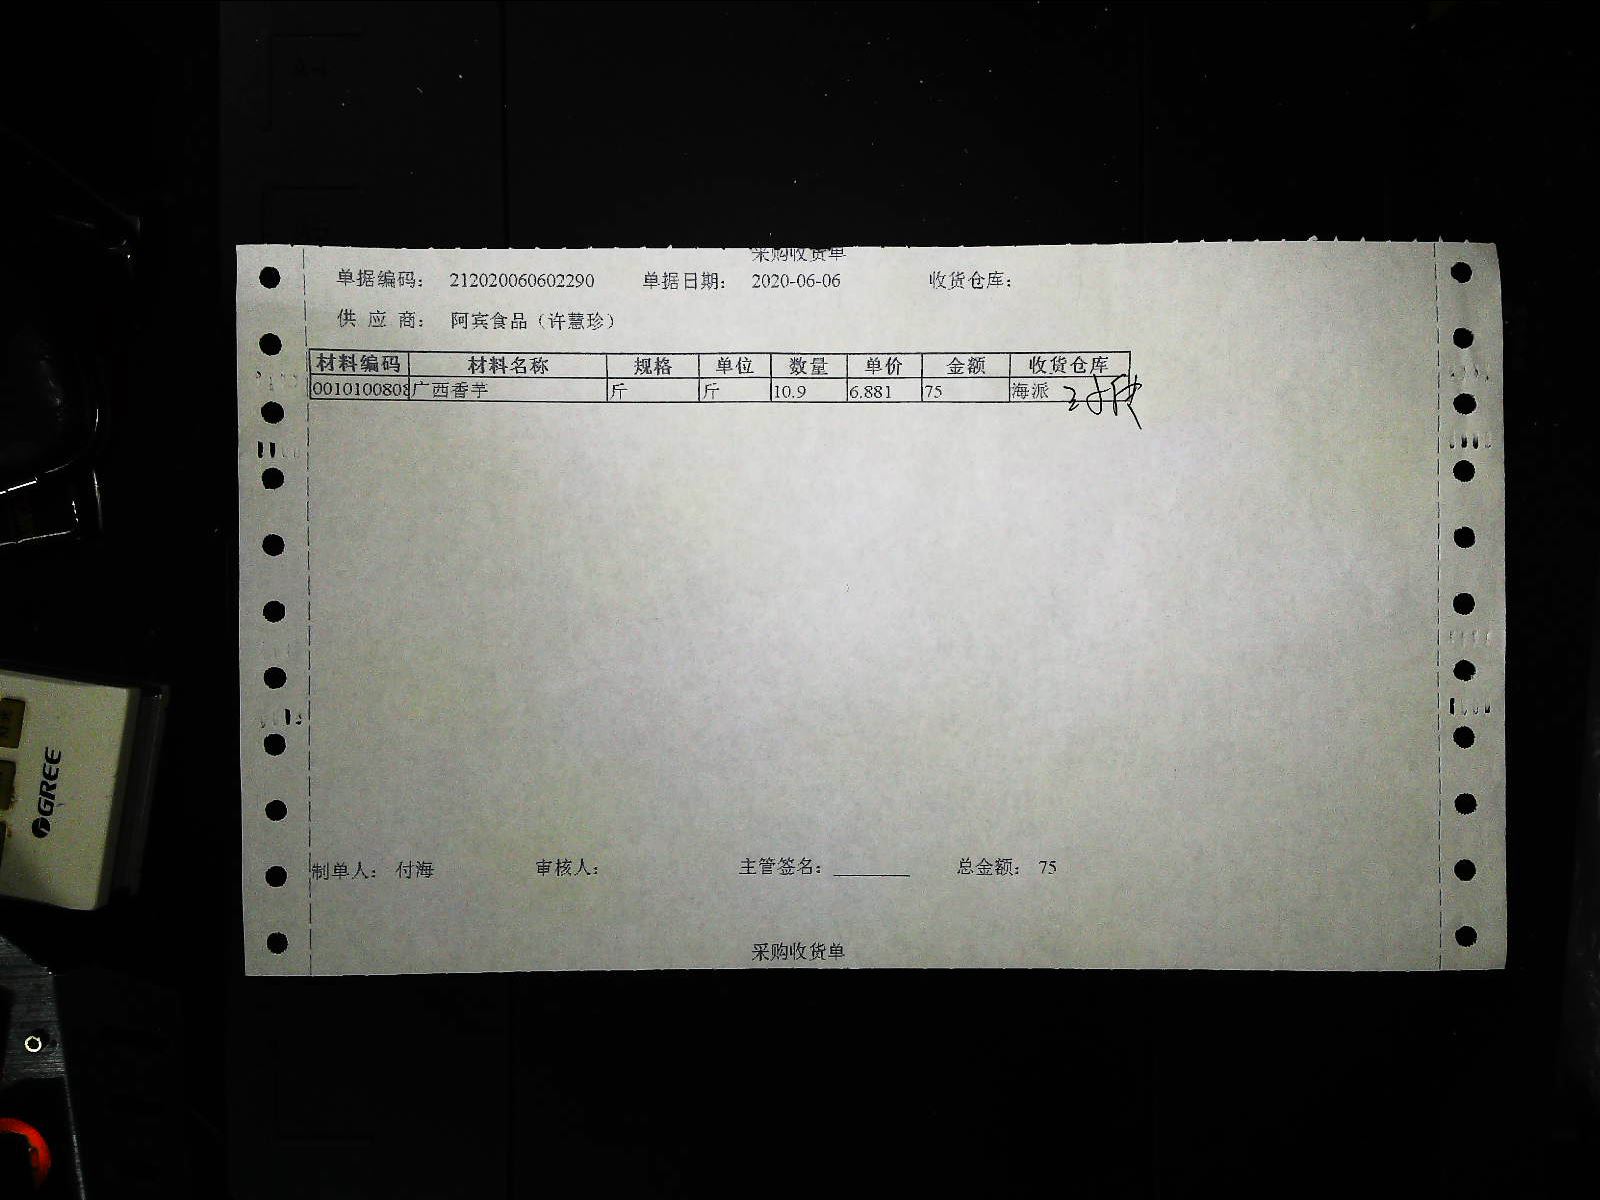 采购收货单
单据编码： 212020060602290 单据日期： 2020-06-06 收货仓库：
供 应 商： 阿宾食品（许慧珍）
材料编码 材料名称 规格 单位 数量 单价 金额 收货仓库
0010100808 广西香芋 斤 斤 10.9 6.881 75 海派
制单人： 付海 审核人： 主管签名： 总金额： 75
采购收货单
GREE